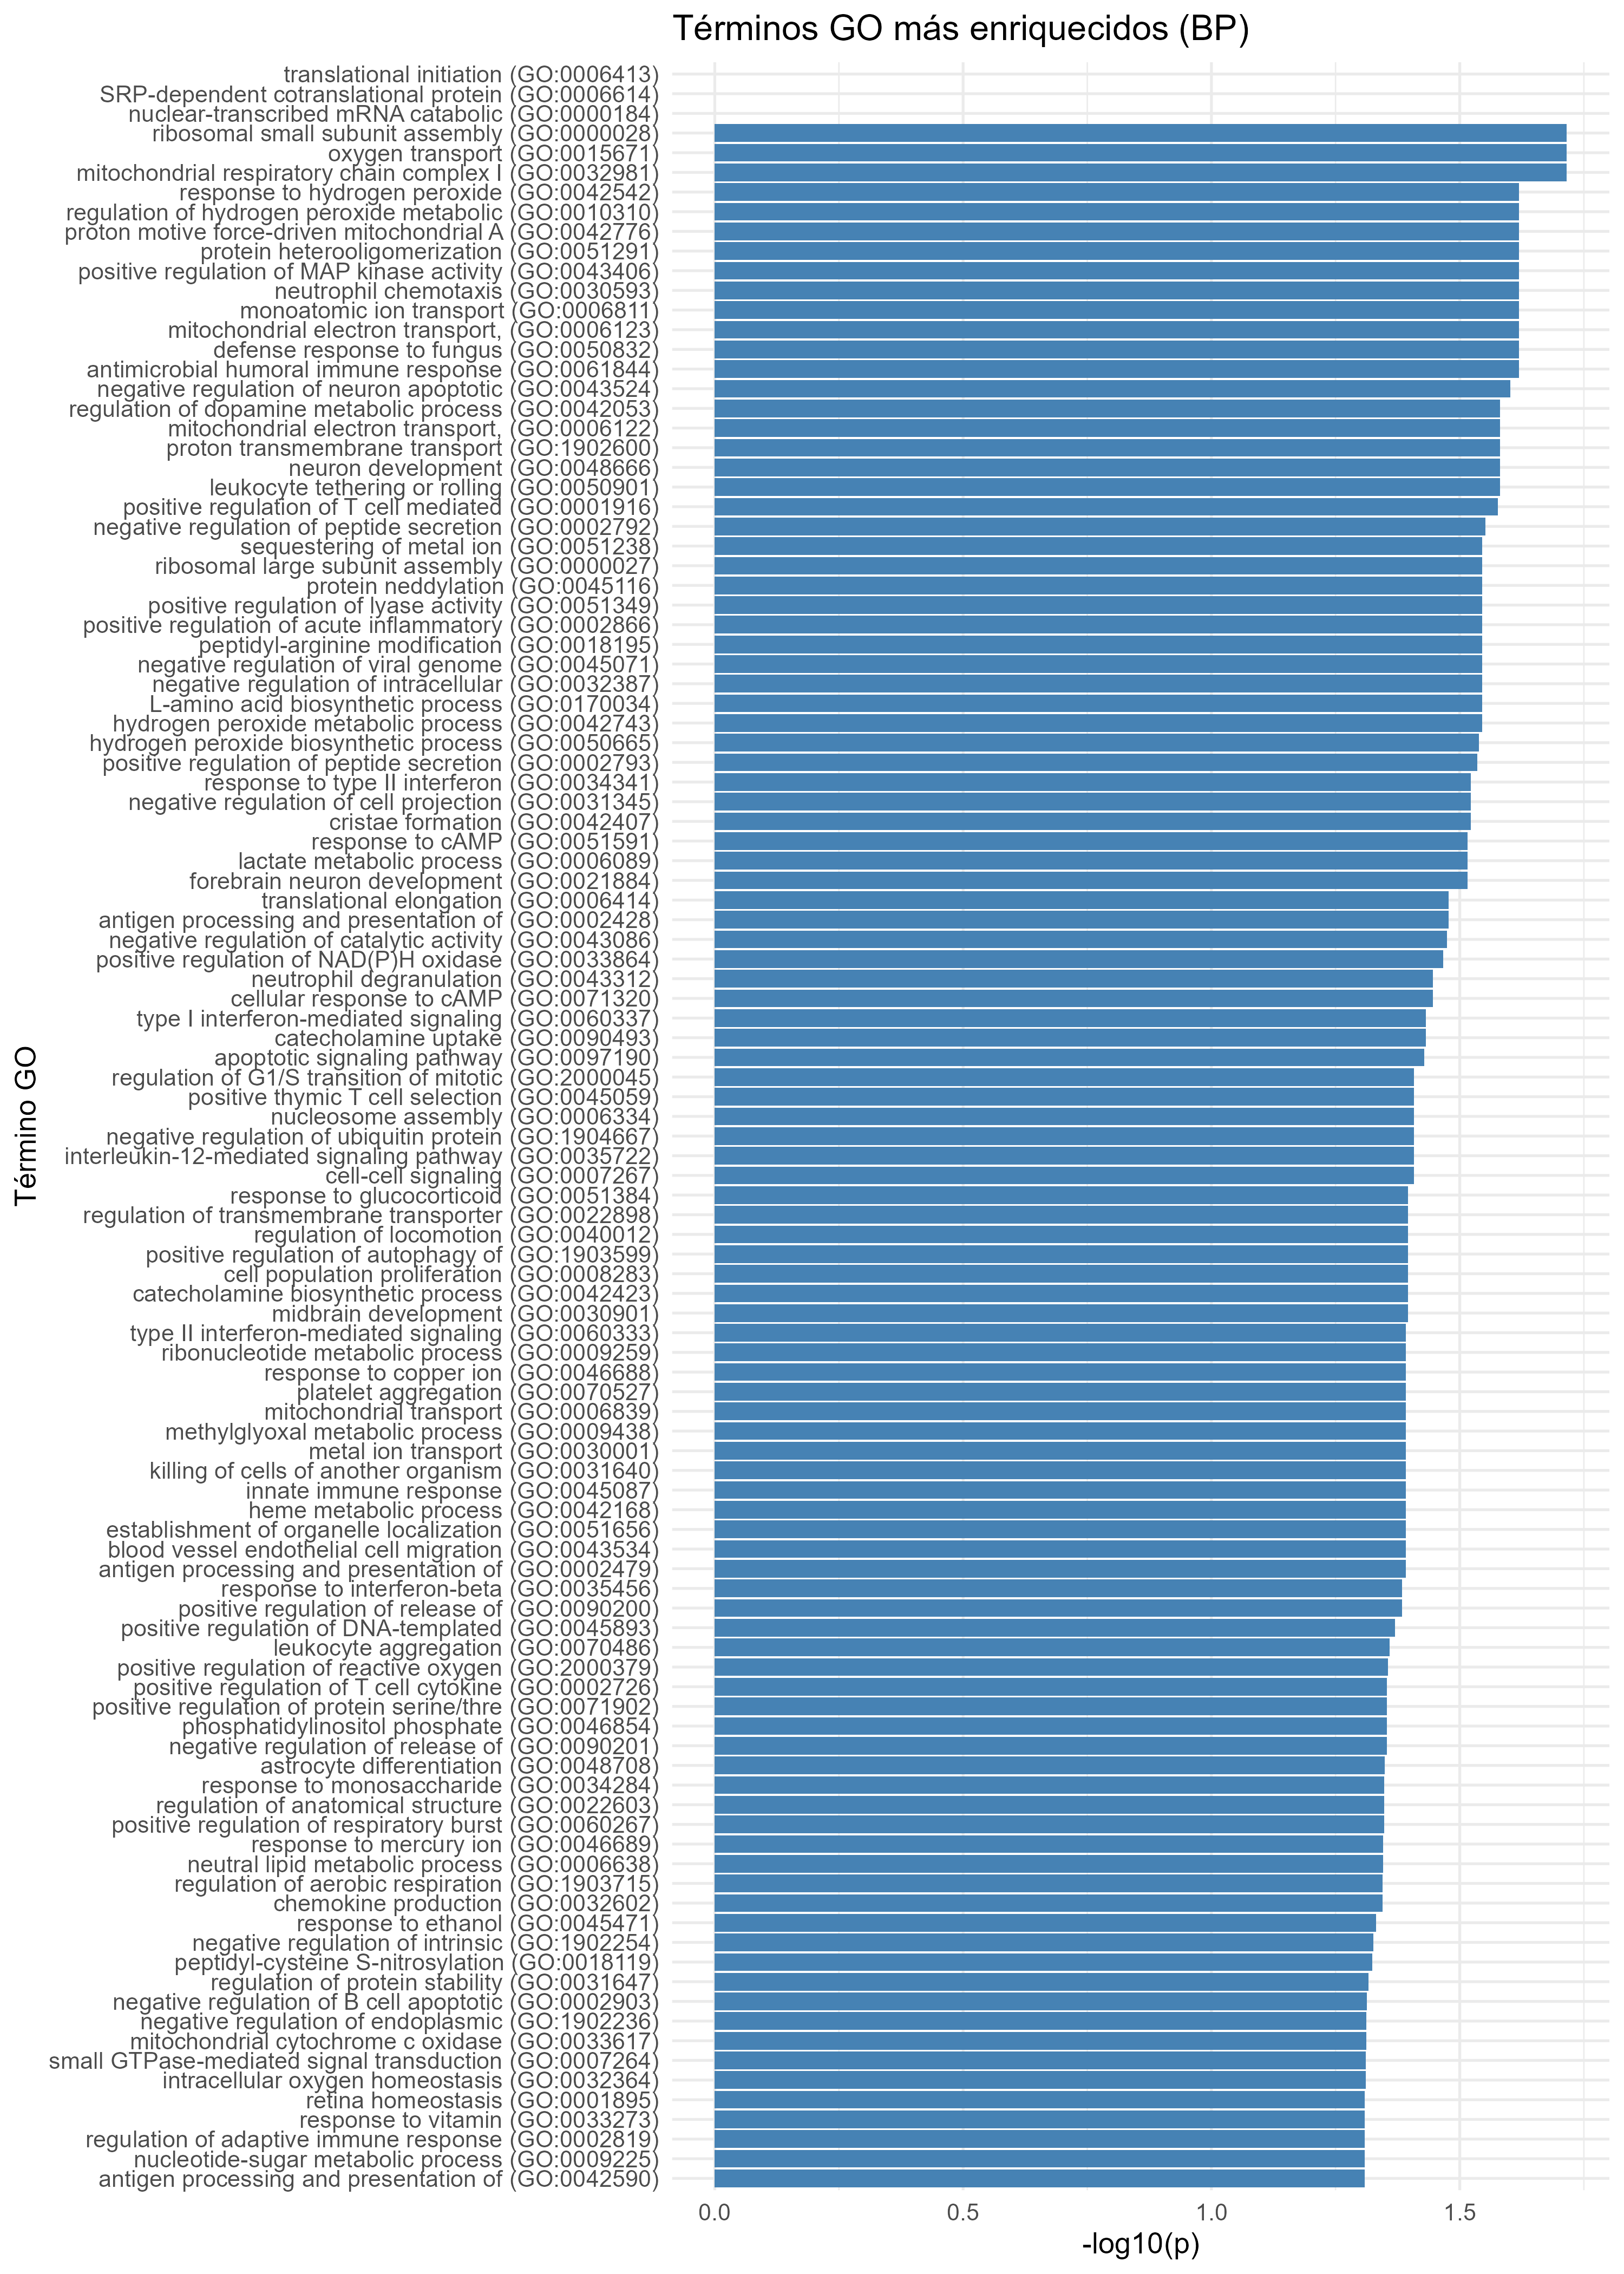 Términos GO más enriquecidos (BP)
translational initiation (GO:0006413)
SRP-dependent cotranslational protein (GO:0006614)
nuclear-transcribed mRNA catabolic (GO:0000184)
ribosomal small subunit assembly (GO:0000028)
oxygen transport (GO:0015671)
mitochondrial respiratory chain complex I (GO:0032981)
response to hydrogen peroxide (GO:0042542)
regulation of hydrogen peroxide metabolic (GO:0010310)
proton motive force-driven mitochondrial A (GO:0042776)
protein heterooligomerization (GO:0051291)
positive regulation of MAP kinase activity (GO:0043406)
neutrophil chemotaxis (GO:0030593)
monoatomic ion transport (GO:0006811)
mitochondrial electron transport, (GO:0006123)
defense response to fungus (GO:0050832)
antimicrobial humoral immune response (GO:0061844)
negative regulation of neuron apoptotic (GO:0043524)
regulation of dopamine metabolic process (GO:0042053)
mitochondrial electron transport, (GO:0006122)
proton transmembrane transport (GO:1902600)
neuron development (GO:0048666)
leukocyte tethering or rolling (GO:0050901)
positive regulation of T cell mediated (GO:0001916)
negative regulation of peptide secretion (GO:0002792)
sequestering of metal ion (GO:0051238)
ribosomal large subunit assembly (GO:0000027)
protein neddylation (GO:0045116)
positive regulation of lyase activity (GO:0051349)
positive regulation of acute inflammatory (GO:0002866)
peptidyl-arginine modification (GO:0018195)
negative regulation of viral genome (GO:0045071)
negative regulation of intracellular (GO:0032387)
L-amino acid biosynthetic process (GO:0170034)
hydrogen peroxide metabolic process (GO:0042743)
hydrogen peroxide biosynthetic process (GO:0050665)
positive regulation of peptide secretion (GO:0002793)
response to type II interferon (GO:0034341)
negative regulation of cell projection (GO:0031345)
cristae formation (GO:0042407)
response to cAMP (GO:0051591)
lactate metabolic process (GO:0006089)
forebrain neuron development (GO:0021884)
translational elongation (GO:0006414)
antigen processing and presentation of (GO:0002428)
negative regulation of catalytic activity (GO:0043086)
positive regulation of NAD(P)H oxidase (GO:0033864)
neutrophil degranulation (GO:0043312)
cellular response to cAMP (GO:0071320)
type I interferon-mediated signaling (GO:0060337)
catecholamine uptake (GO:0090493)
apoptotic signaling pathway (GO:0097190)
regulation of G1/S transition of mitotic (GO:2000045)
positive thymic T cell selection (GO:0045059)
nucleosome assembly (GO:0006334)
negative regulation of ubiquitin protein (GO:1904667)
interleukin-12-mediated signaling pathway (GO:0035722)
cell-cell signaling (GO:0007267)
response to glucocorticoid (GO:0051384)
regulation of transmembrane transporter (GO:0022898)
regulation of locomotion (GO:0040012)
positive regulation of autophagy of (GO:1903599)
cell population proliferation (GO:0008283)
catecholamine biosynthetic process (GO:0042423)
midbrain development (GO:0030901)
type II interferon-mediated signaling (GO:0060333)
ribonucleotide metabolic process (GO:0009259)
response to copper ion (GO:0046688)
platelet aggregation (GO:0070527)
mitochondrial transport (GO:0006839)
methylglyoxal metabolic process (GO:0009438)
metal ion transport (GO:0030001)
killing of cells of another organism (GO:0031640)
innate immune response (GO:0045087)
heme metabolic process (GO:0042168)
establishment of organelle localization (GO:0051656)
blood vessel endothelial cell migration (GO:0043534)
antigen processing and presentation of (GO:0002479)
response to interferon-beta (GO:0035456)
positive regulation of release of (GO:0090200)
positive regulation of DNA-templated (GO:0045893)
leukocyte aggregation (GO:0070486)
positive regulation of reactive oxygen (GO:2000379)
positive regulation of T cell cytokine (GO:0002726)
positive regulation of protein serine/thre (GO:0071902)
phosphatidylinositol phosphate (GO:0046854)
negative regulation of release of (GO:0090201)
astrocyte differentiation (GO:0048708)
response to monosaccharide (GO:0034284)
regulation of anatomical structure (GO:0022603)
positive regulation of respiratory burst (GO:0060267)
response to mercury ion (GO:0046689)
neutral lipid metabolic process (GO:0006638)
regulation of aerobic respiration (GO:1903715)
chemokine production (GO:0032602)
response to ethanol (GO:0045471)
negative regulation of intrinsic (GO:1902254)
peptidyl-cysteine S-nitrosylation (GO:0018119)
regulation of protein stability (GO:0031647)
negative regulation of B cell apoptotic (GO:0002903)
negative regulation of endoplasmic (GO:1902236)
mitochondrial cytochrome c oxidase (GO:0033617)
small GTPase-mediated signal transduction (GO:0007264)
intracellular oxygen homeostasis (GO:0032364)
retina homeostasis (GO:0001895)
response to vitamin (GO:0033273)
regulation of adaptive immune response (GO:0002819)
nucleotide-sugar metabolic process (GO:0009225)
antigen processing and presentation of (GO:0042590)
Término GO
0.0 0.5 1.0 1.5
-log10(p)